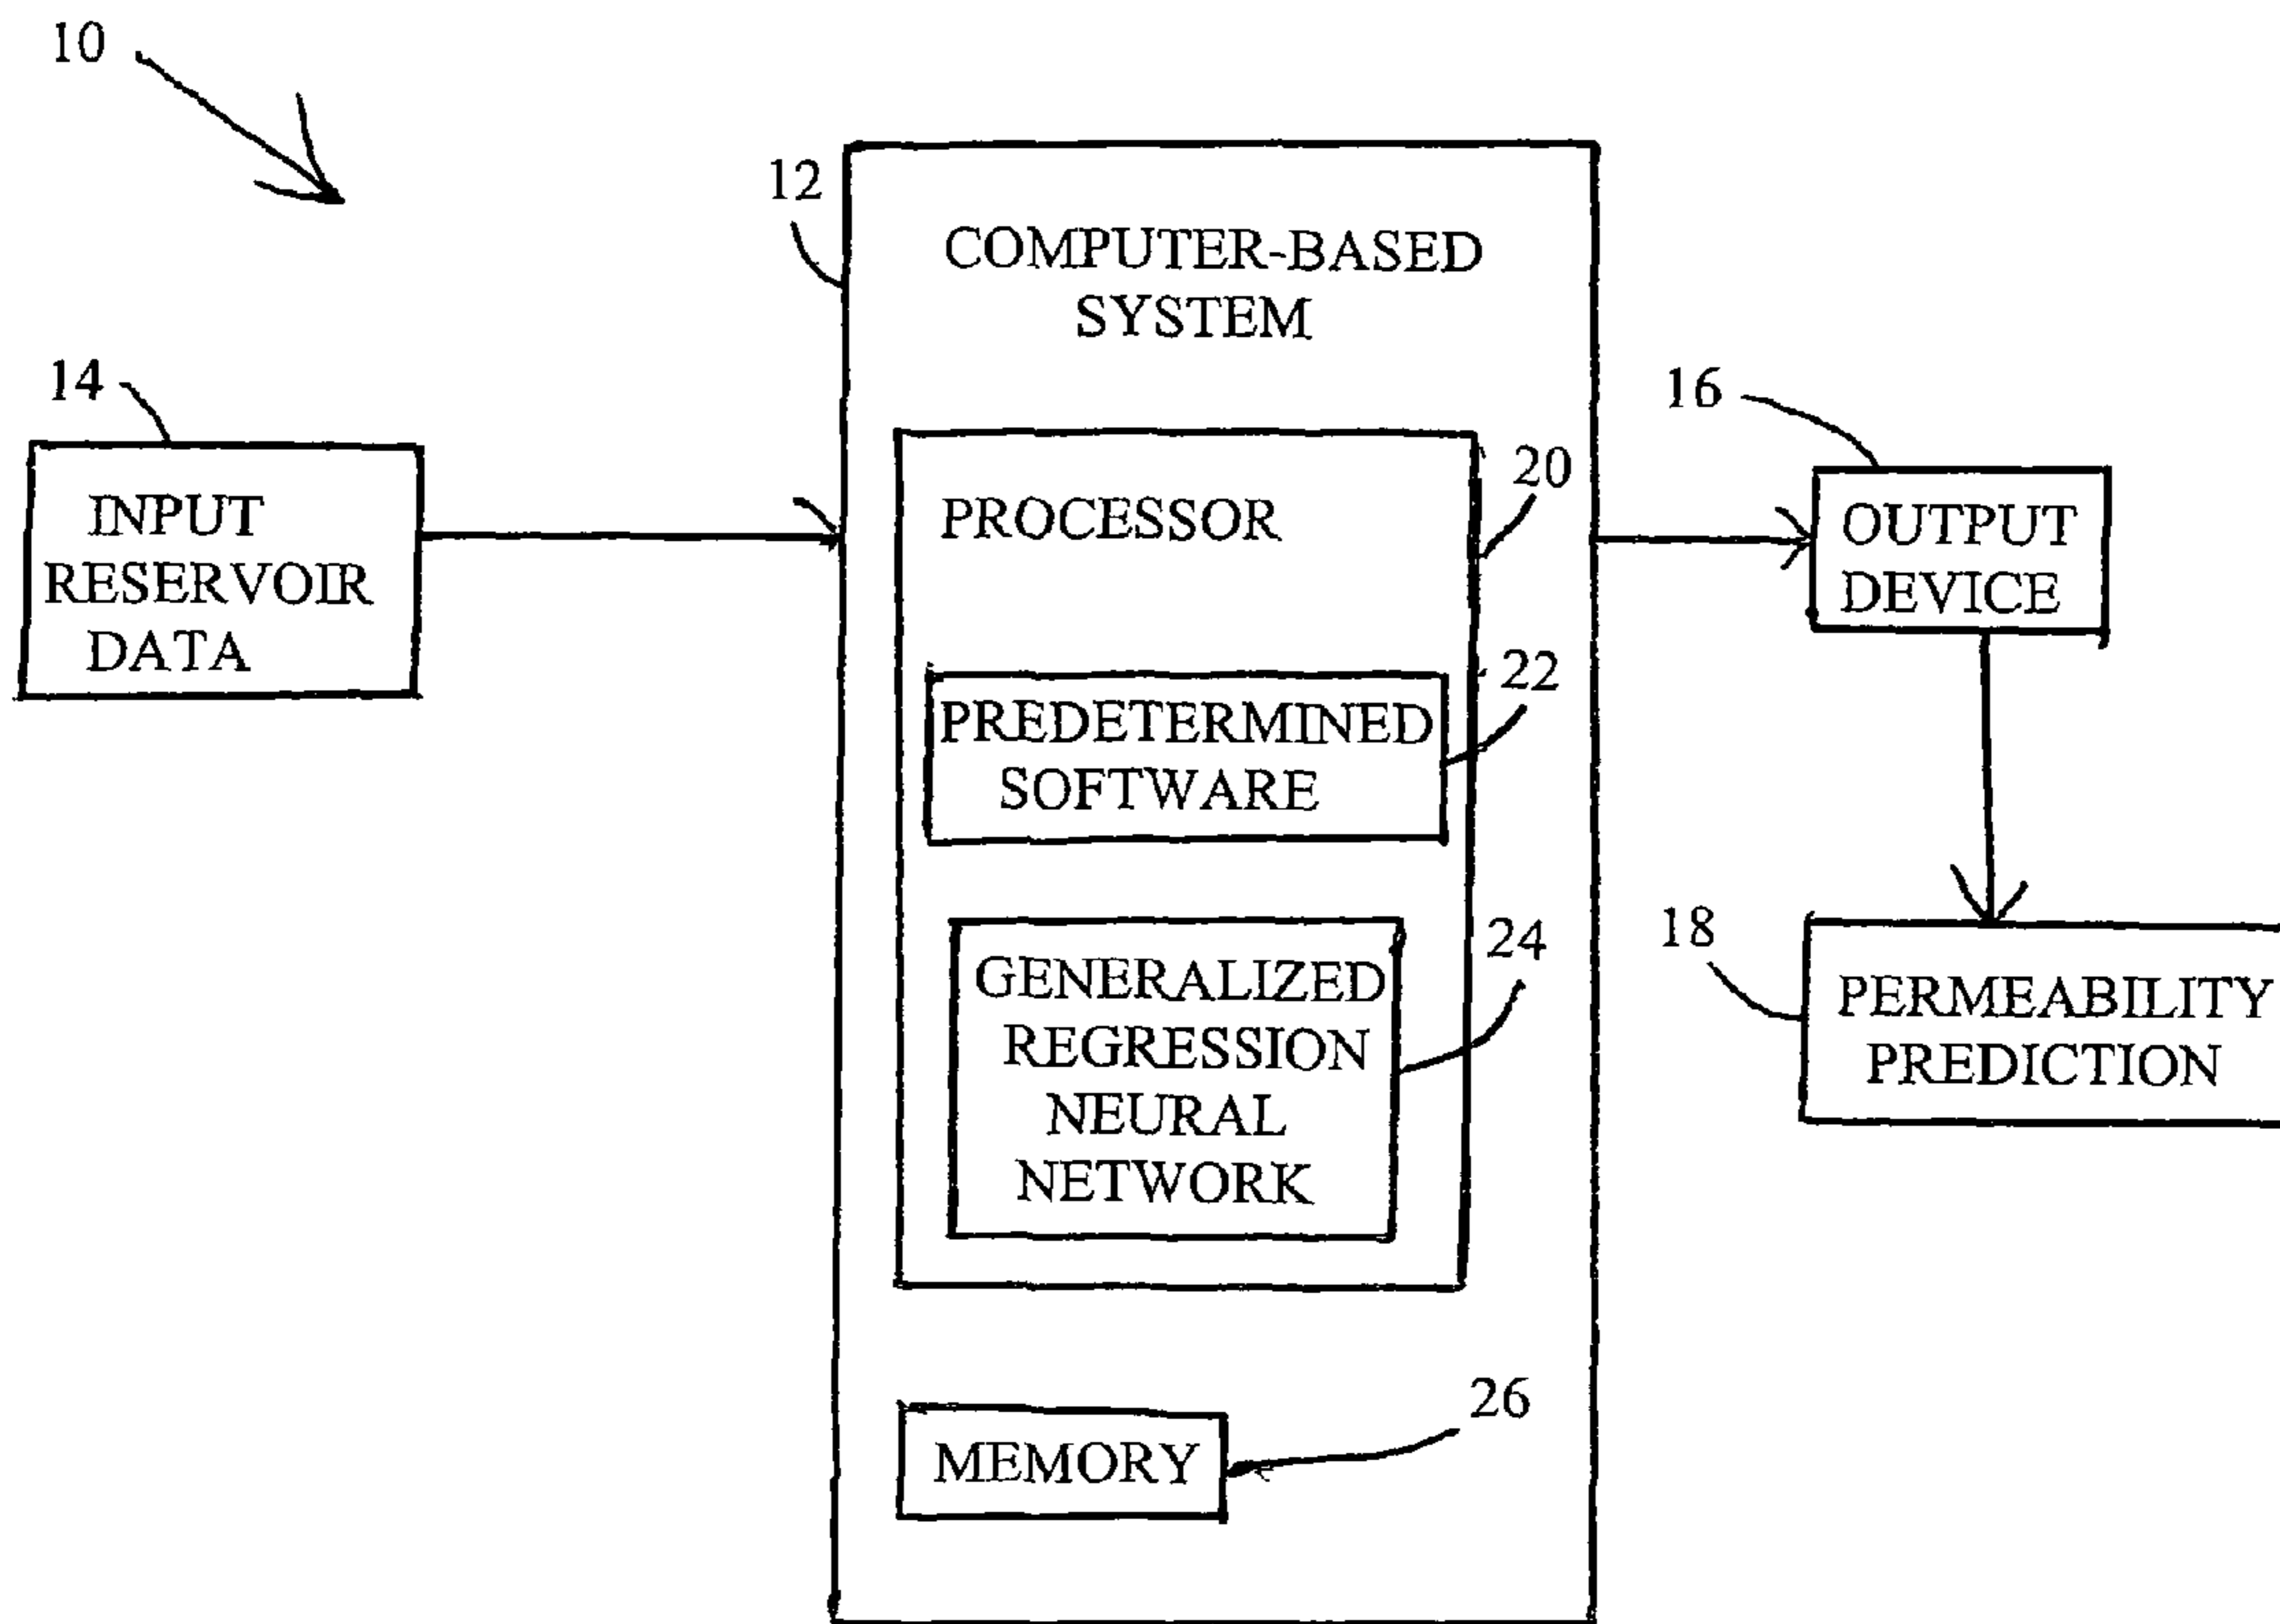 10
12
COMPUTER-BASED
SYSTEM
14
INPUT
RESERVOIR
DATA
16
OUTPUT
DEVICE
20
PROCESSOR
22
PREDETERMINED
SOFTWARE
24
GENERALIZED
REGRESSION
NEURAL
NETWORK
18
PERMEABILITY
PREDICTION
26
MEMORY